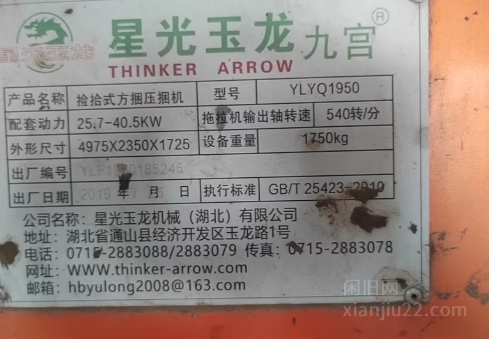 星光玉龙 九宫®
星光玉龙
THINKER ARROW
产品名称 捡拾式方捆压捆机 型号 YLYQ1950
配套动力 25.7-40.5KW 拖拉机输出轴转速 540转/分
外形尺寸 4975X2350X1725 设备重量 1750kg
出厂编号
出厂日期 2019 年 月 日 执行标准 GB/T 25423-2010
公司名称：星光玉龙机械（湖北）有限公司
地址：湖北省通山县经济开发区玉龙路1号
电话：0715-2883088/2883079 传真：0715-2883078
网址：www.thinker-arrow.com
邮箱：hbyulong2008@163.com
闲旧网
xianjiu22.com